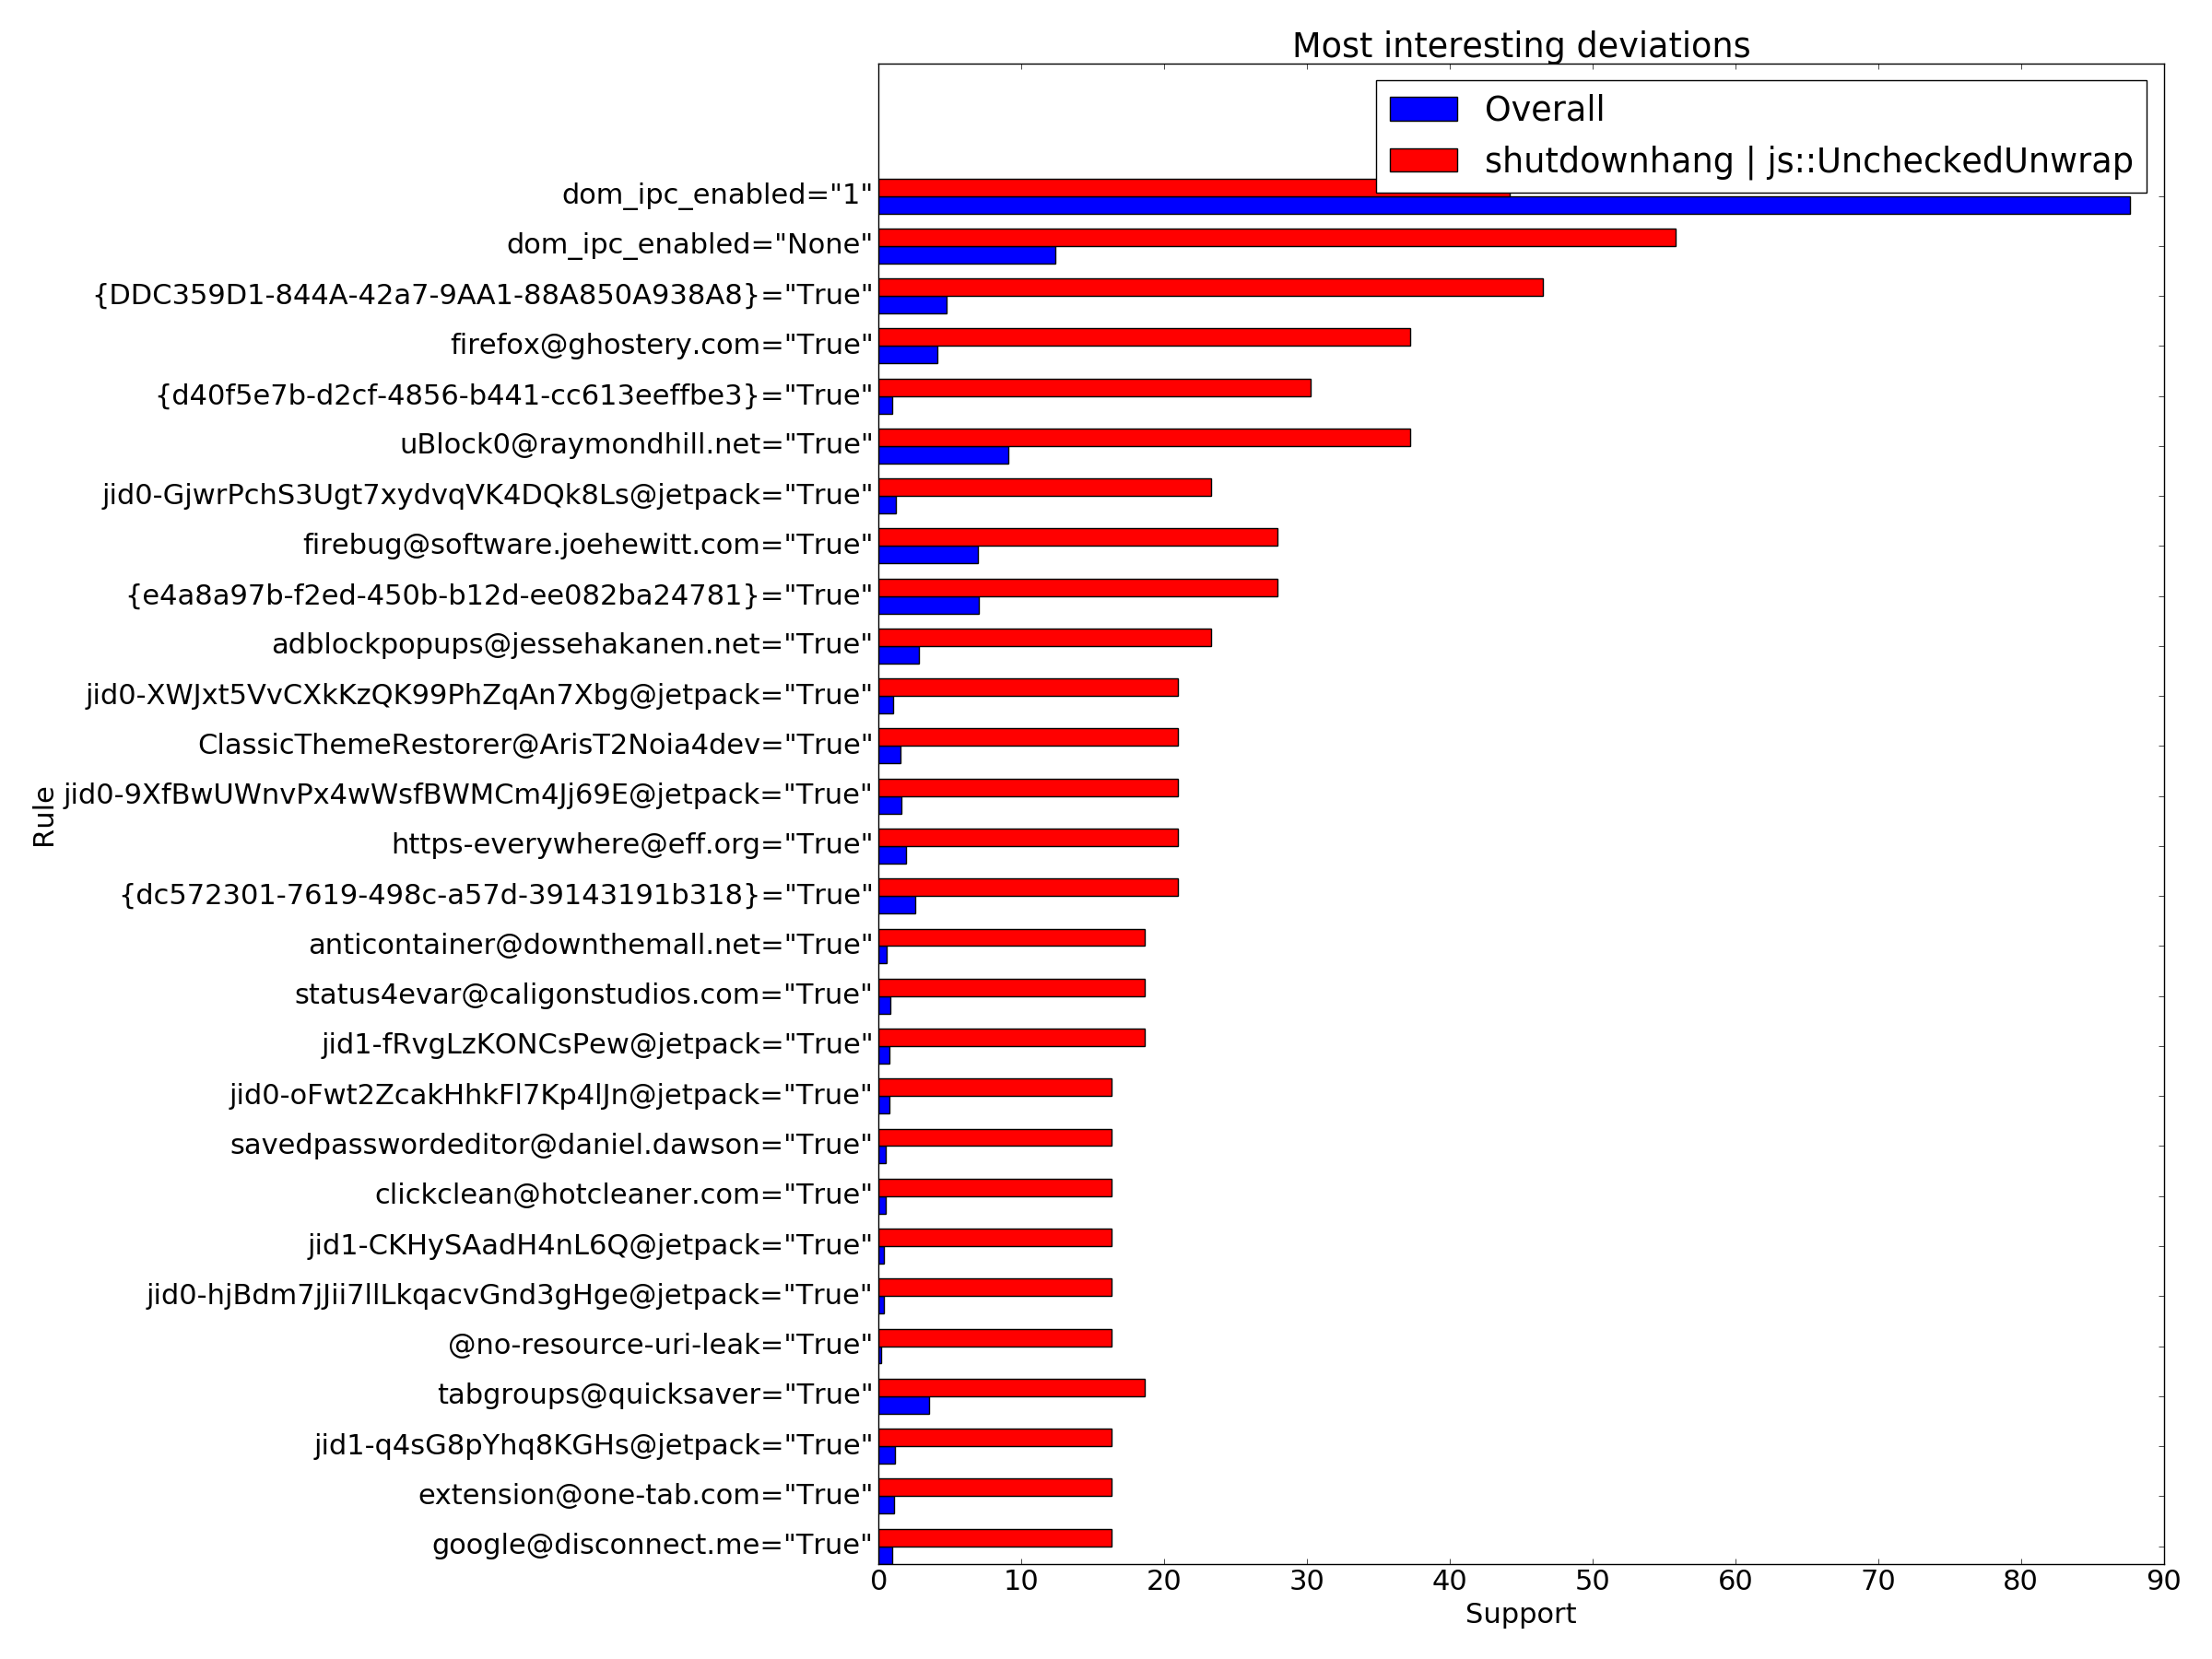 Most interesting deviations
Overall
shutdownhang | js::UncheckedUnwrap
dom_ipc_enabled="1"
dom_ipc_enabled="None"
{DDC359D1-844A-42a7-9AA1-88A850A938A8}="True"
firefox@ghostery.com="True"
{d40f5e7b-d2cf-4856-b441-cc613eeffbe3}="True"
uBlock0@raymondhill.net="True"
jid0-GjwrPchS3Ugt7xydvqVK4DQk8Ls@jetpack="True"
firebug@software.joehewitt.com="True"
{e4a8a97b-f2ed-450b-b12d-ee082ba24781}="True"
adblockpopups@jessehakanen.net="True"
jid0-XWJxt5VvCXkKzQK99PhZqAn7Xbg@jetpack="True"
ClassicThemeRestorer@ArisT2Noia4dev="True"
jid0-9XfBwUWnvPx4wWsfBWMCm4Jj69E@jetpack="True"
https-everywhere@eff.org="True"
{dc572301-7619-498c-a57d-39143191b318}="True"
anticontainer@downthemall.net="True"
status4evar@caligonstudios.com="True"
jid1-fRvgLzKONCsPew@jetpack="True"
jid0-oFwt2ZcakHhkFl7Kp4lJn@jetpack="True"
savedpasswordeditor@daniel.dawson="True"
clickclean@hotcleaner.com="True"
jid1-CKHySAadH4nL6Q@jetpack="True"
jid0-hjBdm7jJii7llLkqacvGnd3gHge@jetpack="True"
@no-resource-uri-leak="True"
tabgroups@quicksaver="True"
jid1-q4sG8pYhq8KGHs@jetpack="True"
extension@one-tab.com="True"
google@disconnect.me="True"
Rule
0 10 20 30 40 50 60 70 80 90
Support